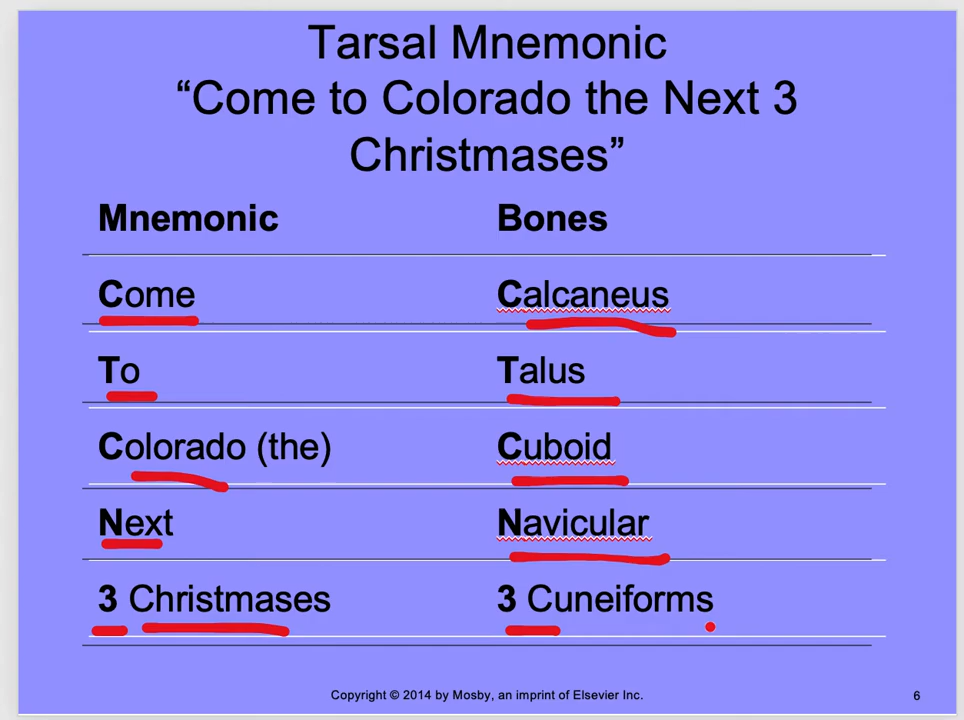 Tarsal Mnemonic
“Come to Colorado the Next 3
Christmases”
Mnemonic Bones
Come Calcaneus
To Talus
Colorado (the) Cuboid
Next Navicular
3 Christmases 3 Cuneiforms
Copyright © 2014 by Mosby, an imprint of Elsevier Inc. 6